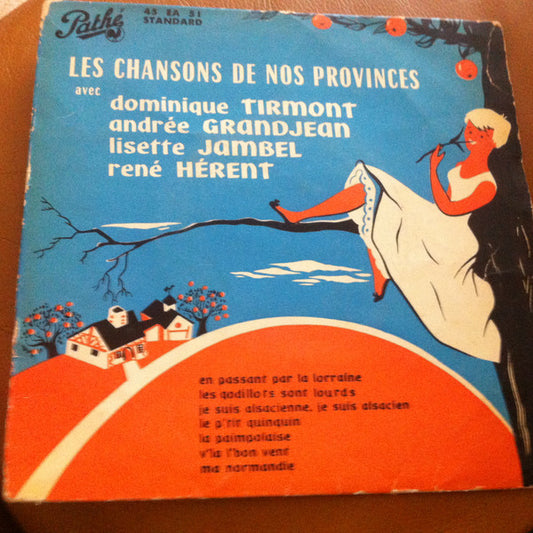 Pathé
45 EA 51
STANDARD
LES CHANSONS DE NOS PROVINCES
avec
dominique TIRMONT
andrée GRANDJEAN
lisette JAMBEL
rené HÉRENT
en passant par la lorraine
les godillots sont lourds
je suis alsacienne, je suis alsacien
le p'tit quinquin
la paimpolaise
v'la l'bon vent
ma normandie